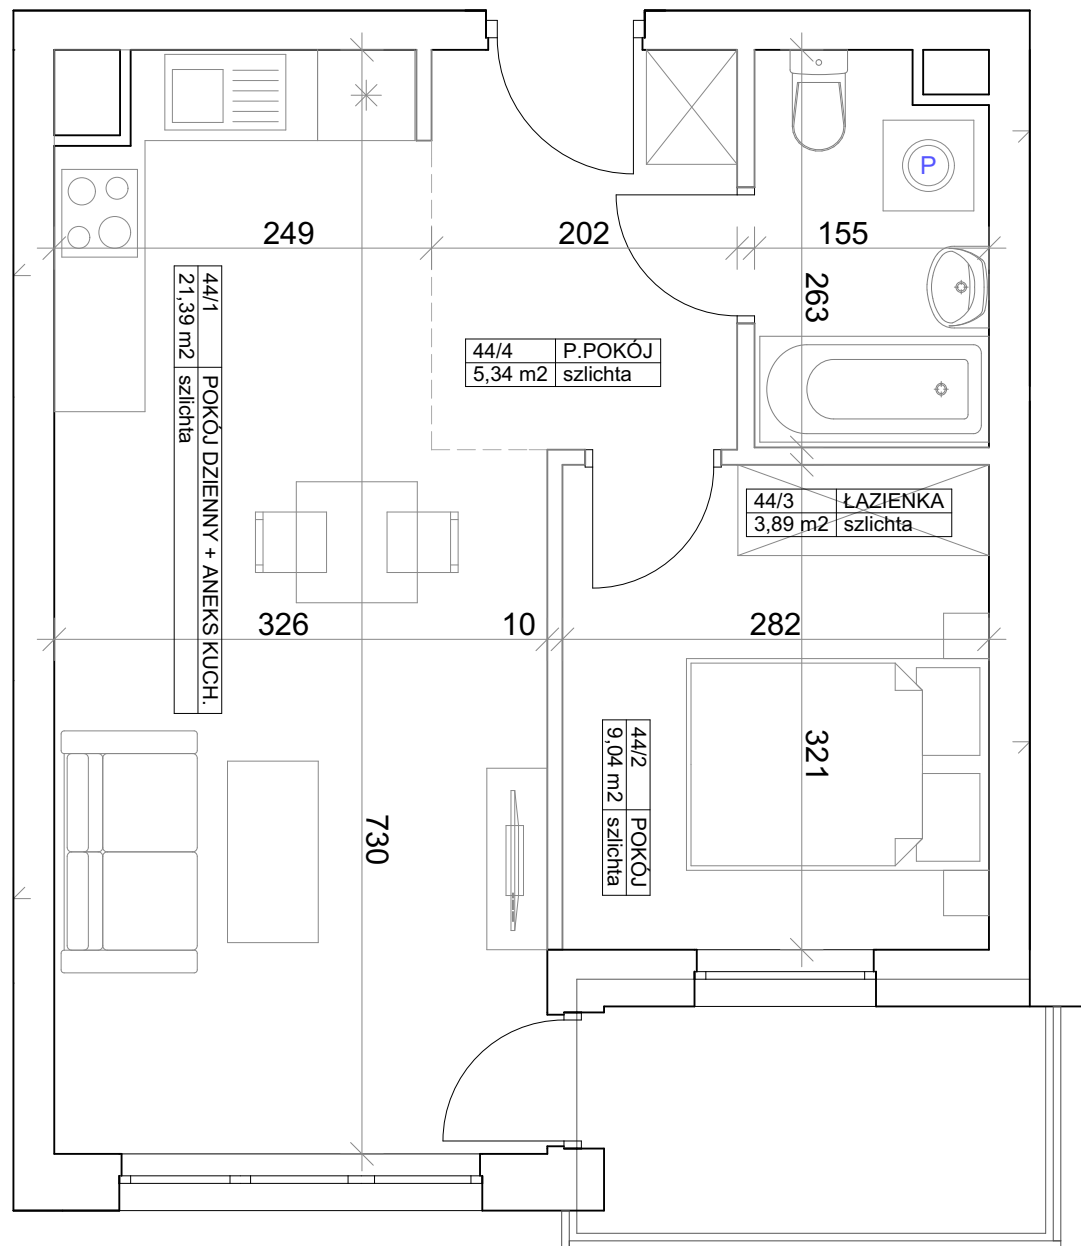 P
249
202
155
263
44/1 POKÓJ DZIENNY + ANEKS KUCH.
21,39 m2 szlichta
44/4 P.POKÓJ
5,34 m2 szlichta
44/3 ŁAZIENKA
3,89 m2 szlichta
326
10
282
44/2 POKÓJ
9,04 m2 szlichta
321
730